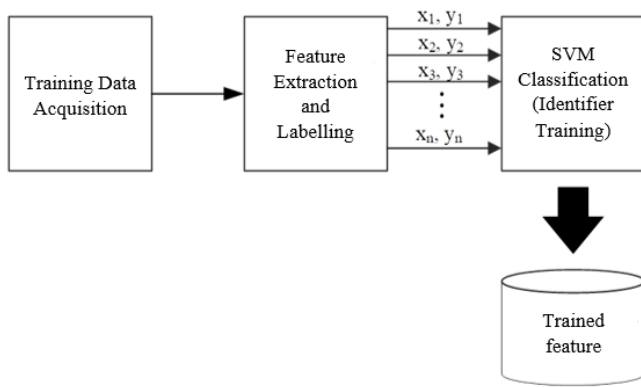 Training Data
Acquisition
Feature
Extraction
and
Labelling
x₁, y₁
x₂, y₂
x₃, y₃
xₙ, yₙ
SVM
Classification
(Identifier
Training)
Trained
feature